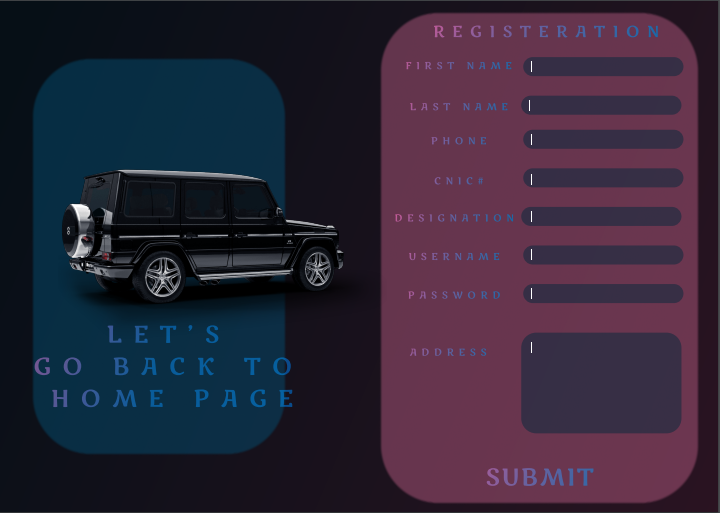 REGISTERATION
FIRST NAME
LAST NAME
PHONE
CNIC#
DESIGNATION
USERNAME
PASSWORD
ADDRESS
SUBMIT
LET'S
GO BACK TO
HOME PAGE